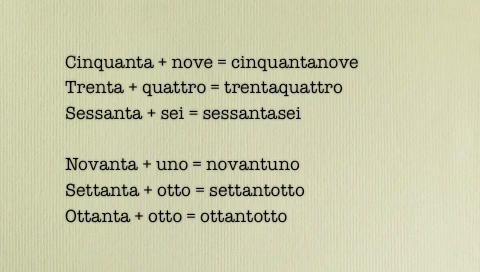 Cinquanta + nove = cinquantanove
Trenta + quattro = trentaquattro
Sessanta + sei = sessantasei
Novanta + uno = novantuno
Settanta + otto = settantotto
Ottanta + otto = ottantotto